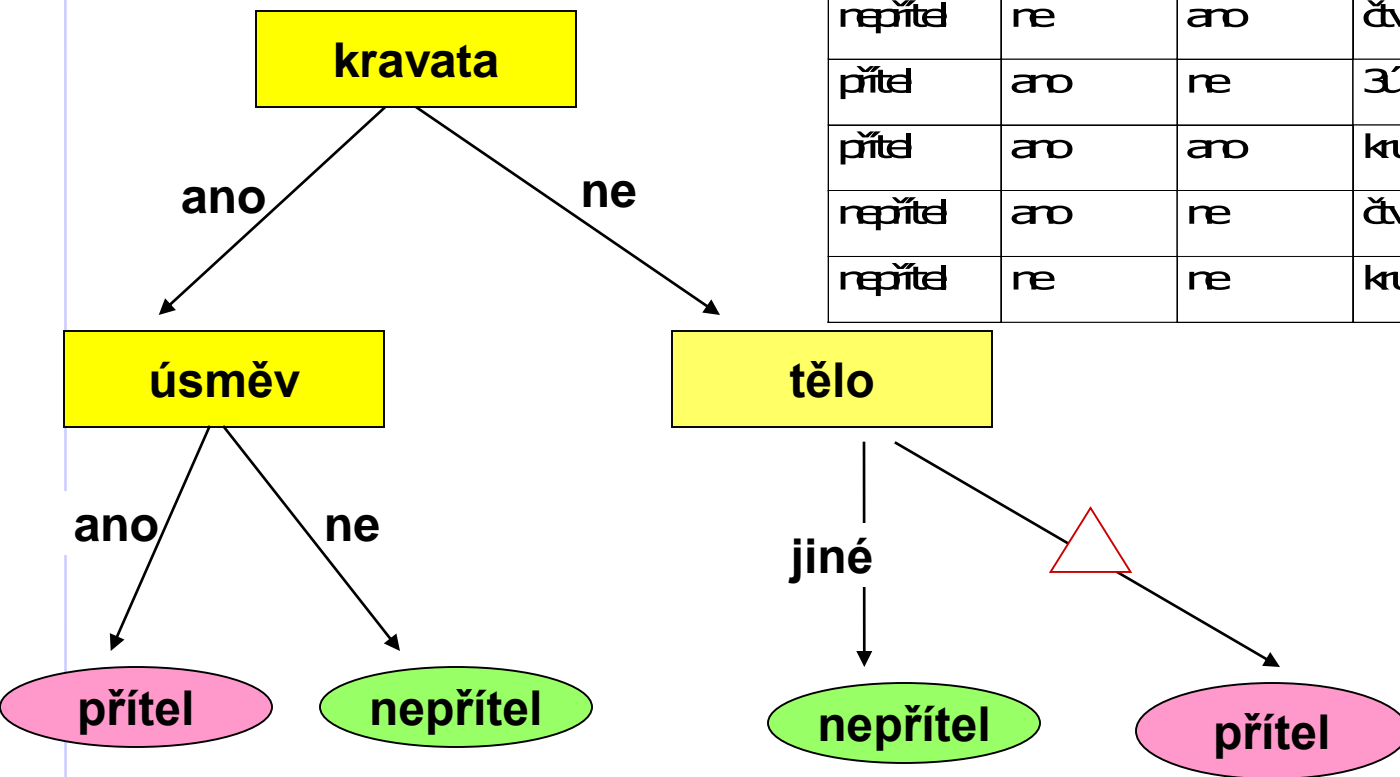 kravata
ano
ne
úsměv
tělo
ano
ne
jiné
přítel
nepřítel
nepřítel
přítel
nepřítel ne ano
přítel ano ne
přítel ano ano
nepřítel ano ne
nepřítel ne ne